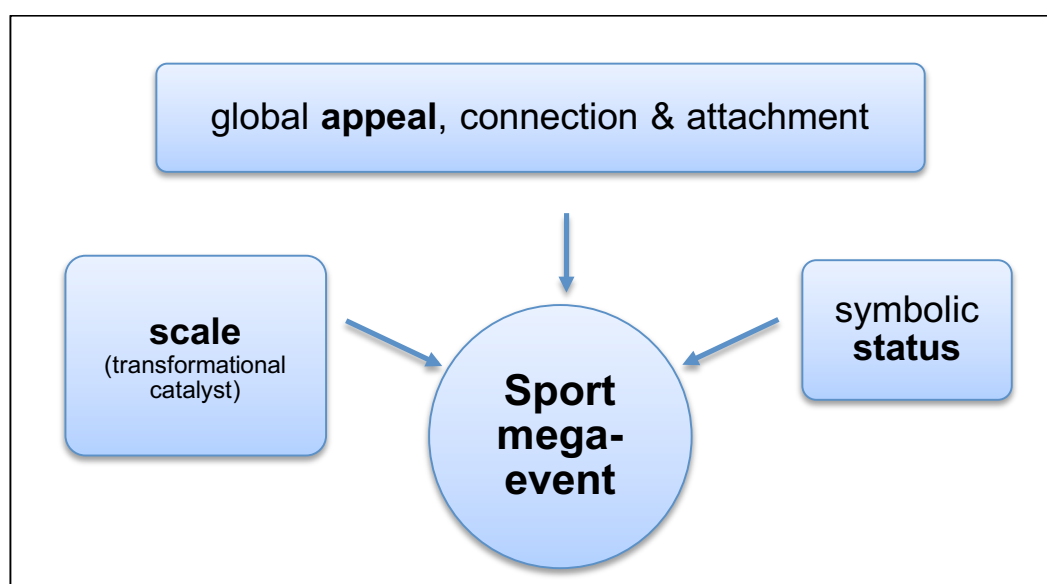 global appeal, connection & attachment
scale
(transformational
catalyst)
symbolic
status
Sport
mega-
event